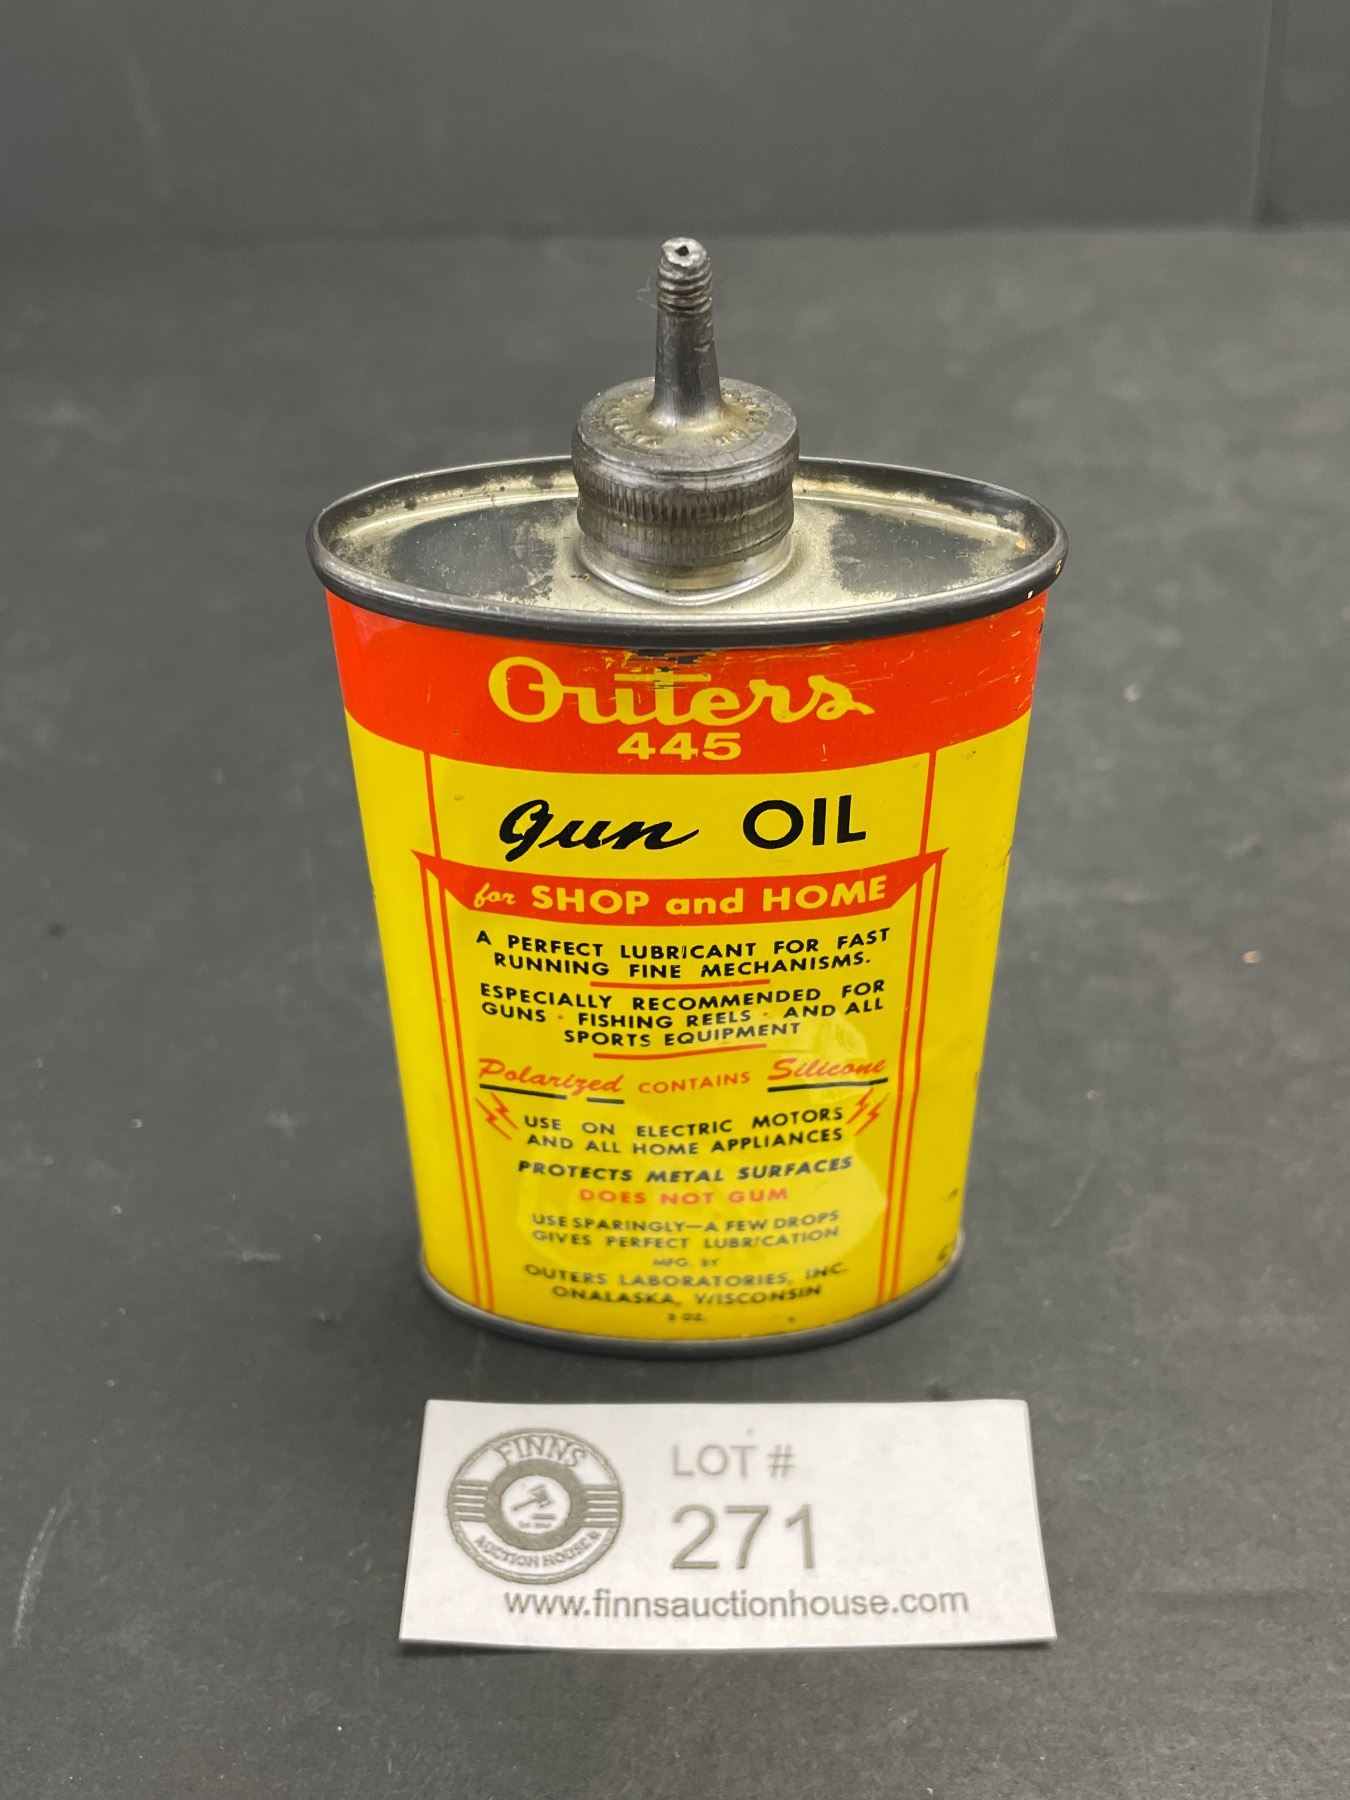 Outers
445
Gun OIL
for SHOP and HOME
A PERFECT LUBRICANT FOR FAST
RUNNING FINE MECHANISMS.
ESPECIALLY RECOMMENDED FOR
GUNS · FISHING REELS · AND ALL
SPORTS EQUIPMENT
Polarized CONTAINS Silicone
USE ON ELECTRIC MOTORS
AND ALL HOME APPLIANCES
PROTECTS METAL SURFACES
DOES NOT GUM
USE SPARINGLY—A FEW DROPS
GIVES PERFECT LUBRICATION
MFG. BY
OUTERS LABORATORIES, INC.
ONALASKA, WISCONSIN
3 OZ.
FINNS
AUCTION HOUSE
LOT #
271
www.finnsauctionhouse.com